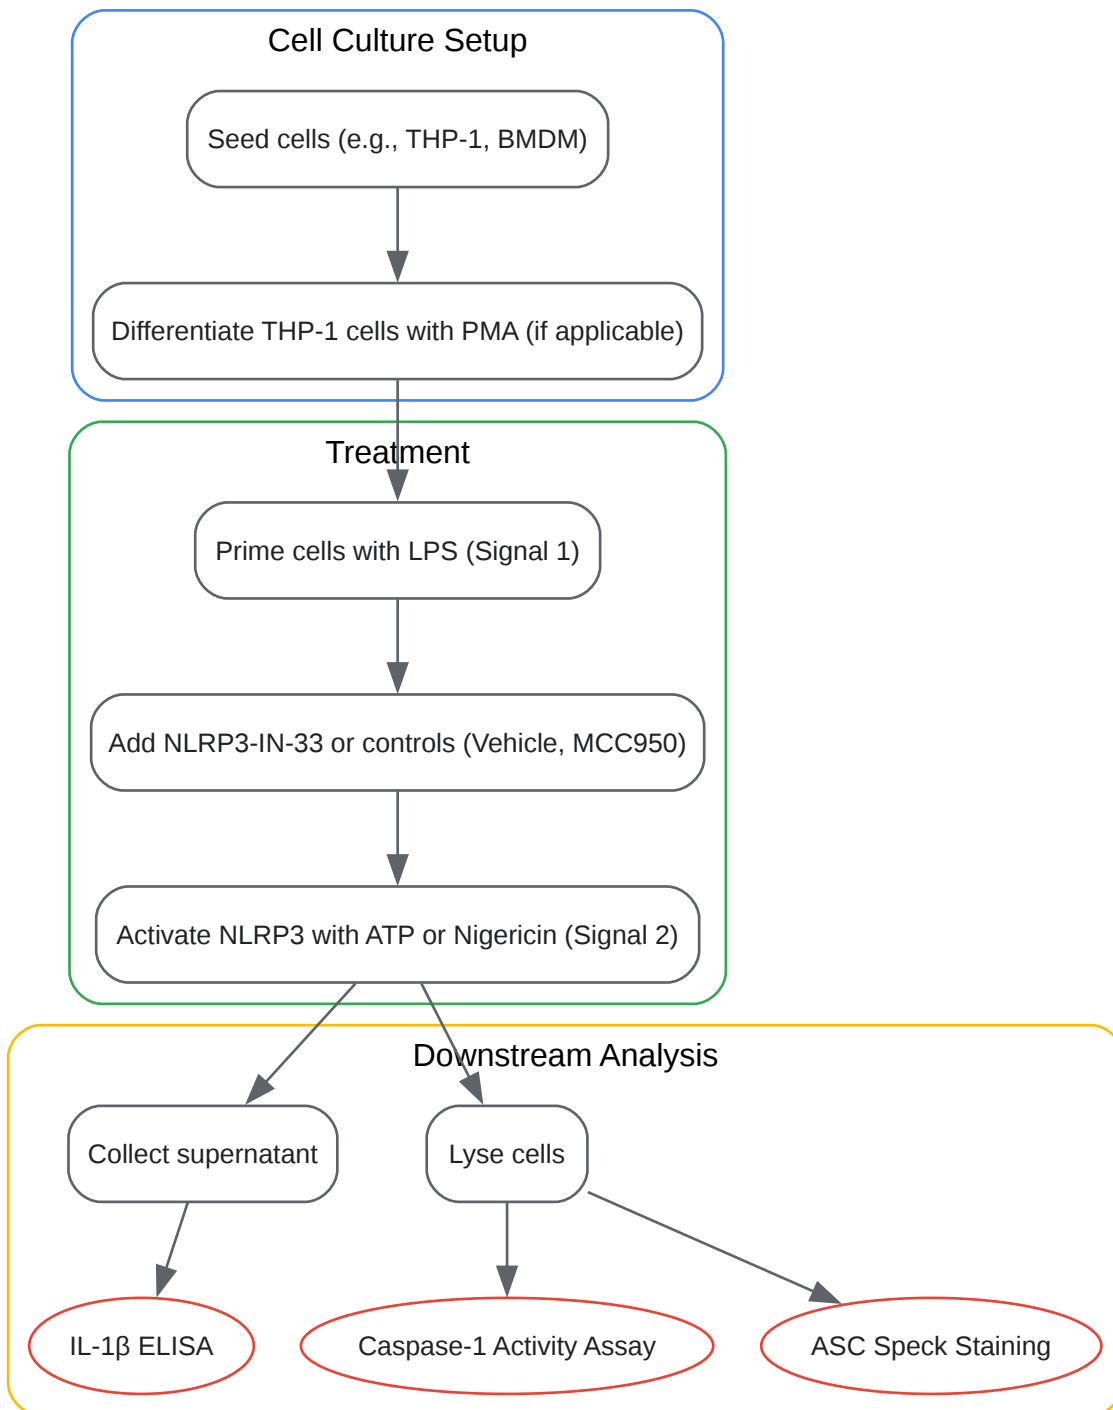 Cell Culture Setup
Seed cells (e.g., THP-1, BMDM)
Differentiate THP-1 cells with PMA (if applicable)
Treatment
Prime cells with LPS (Signal 1)
Add NLRP3-IN-33 or controls (Vehicle, MCC950)
Activate NLRP3 with ATP or Nigericin (Signal 2)
Downstream Analysis
Collect supernatant
Lyse cells
IL-1β ELISA
Caspase-1 Activity Assay
ASC Speck Staining